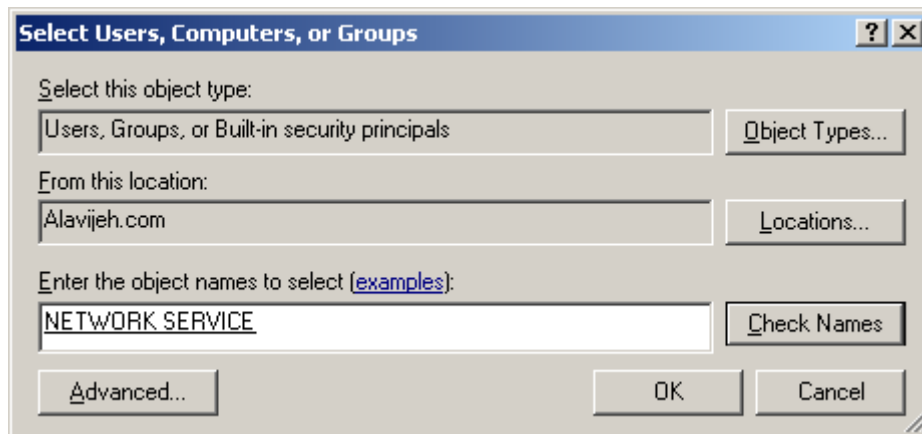 Select Users, Computers, or Groups
Select this object type:
Users, Groups, or Built-in security principals
Object Types...
From this location:
Alavijeh.com
Locations...
Enter the object names to select (examples):
NETWORK SERVICE
Check Names
Advanced...
OK
Cancel